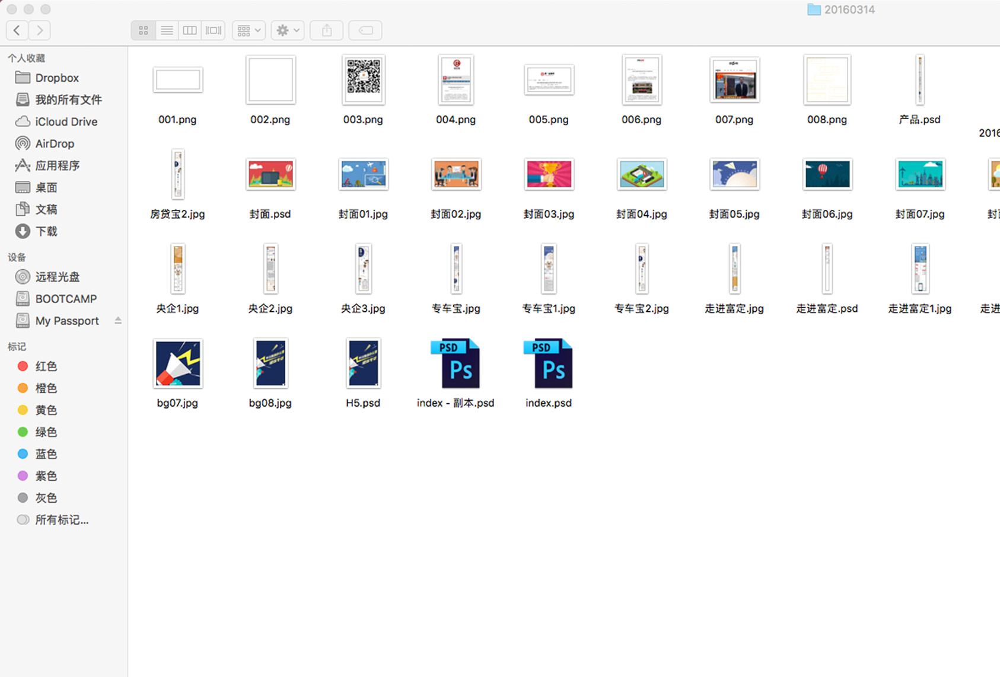 20160314
个人收藏
Dropbox
我的所有文件
iCloud Drive
AirDrop
应用程序
桌面
文稿
下载
设备
远程光盘
BOOTCAMP
My Passport
标记
红色
橙色
黄色
绿色
蓝色
紫色
灰色
所有标记...
001.png 002.png 003.png 004.png 005.png 006.png 007.png 008.png 产品.psd
2016
房贷宝2.jpg 封面.psd 封面01.jpg 封面02.jpg 封面03.jpg 封面04.jpg 封面05.jpg 封面06.jpg 封面07.jpg
央企1.jpg 央企2.jpg 央企3.jpg 专车宝.jpg 专车宝1.jpg 专车宝2.jpg 走进富定.jpg 走进富定.psd 走进富定1.jpg 走进
PSD Ps PSD Ps
bg07.jpg bg08.jpg H5.psd index - 副本.psd index.psd